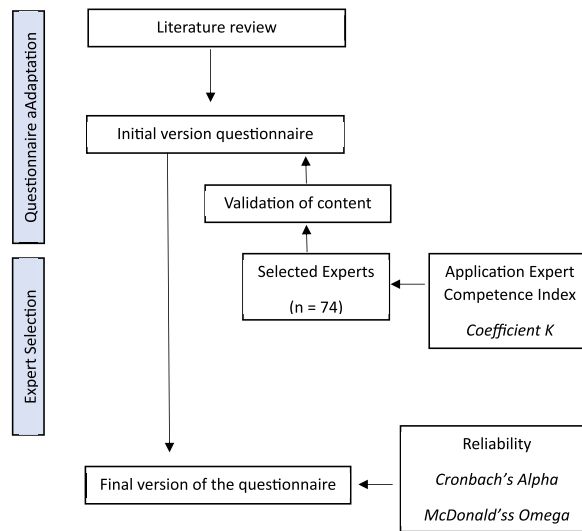 Literature review
Questionnaire aAdaptation
Initial version questionnaire
Validation of content
Selected Experts
(n = 74)
Application Expert
Competence Index
Coefficient K
Expert Selection
Reliability
Cronbach's Alpha
McDonald'ss Omega
Final version of the questionnaire